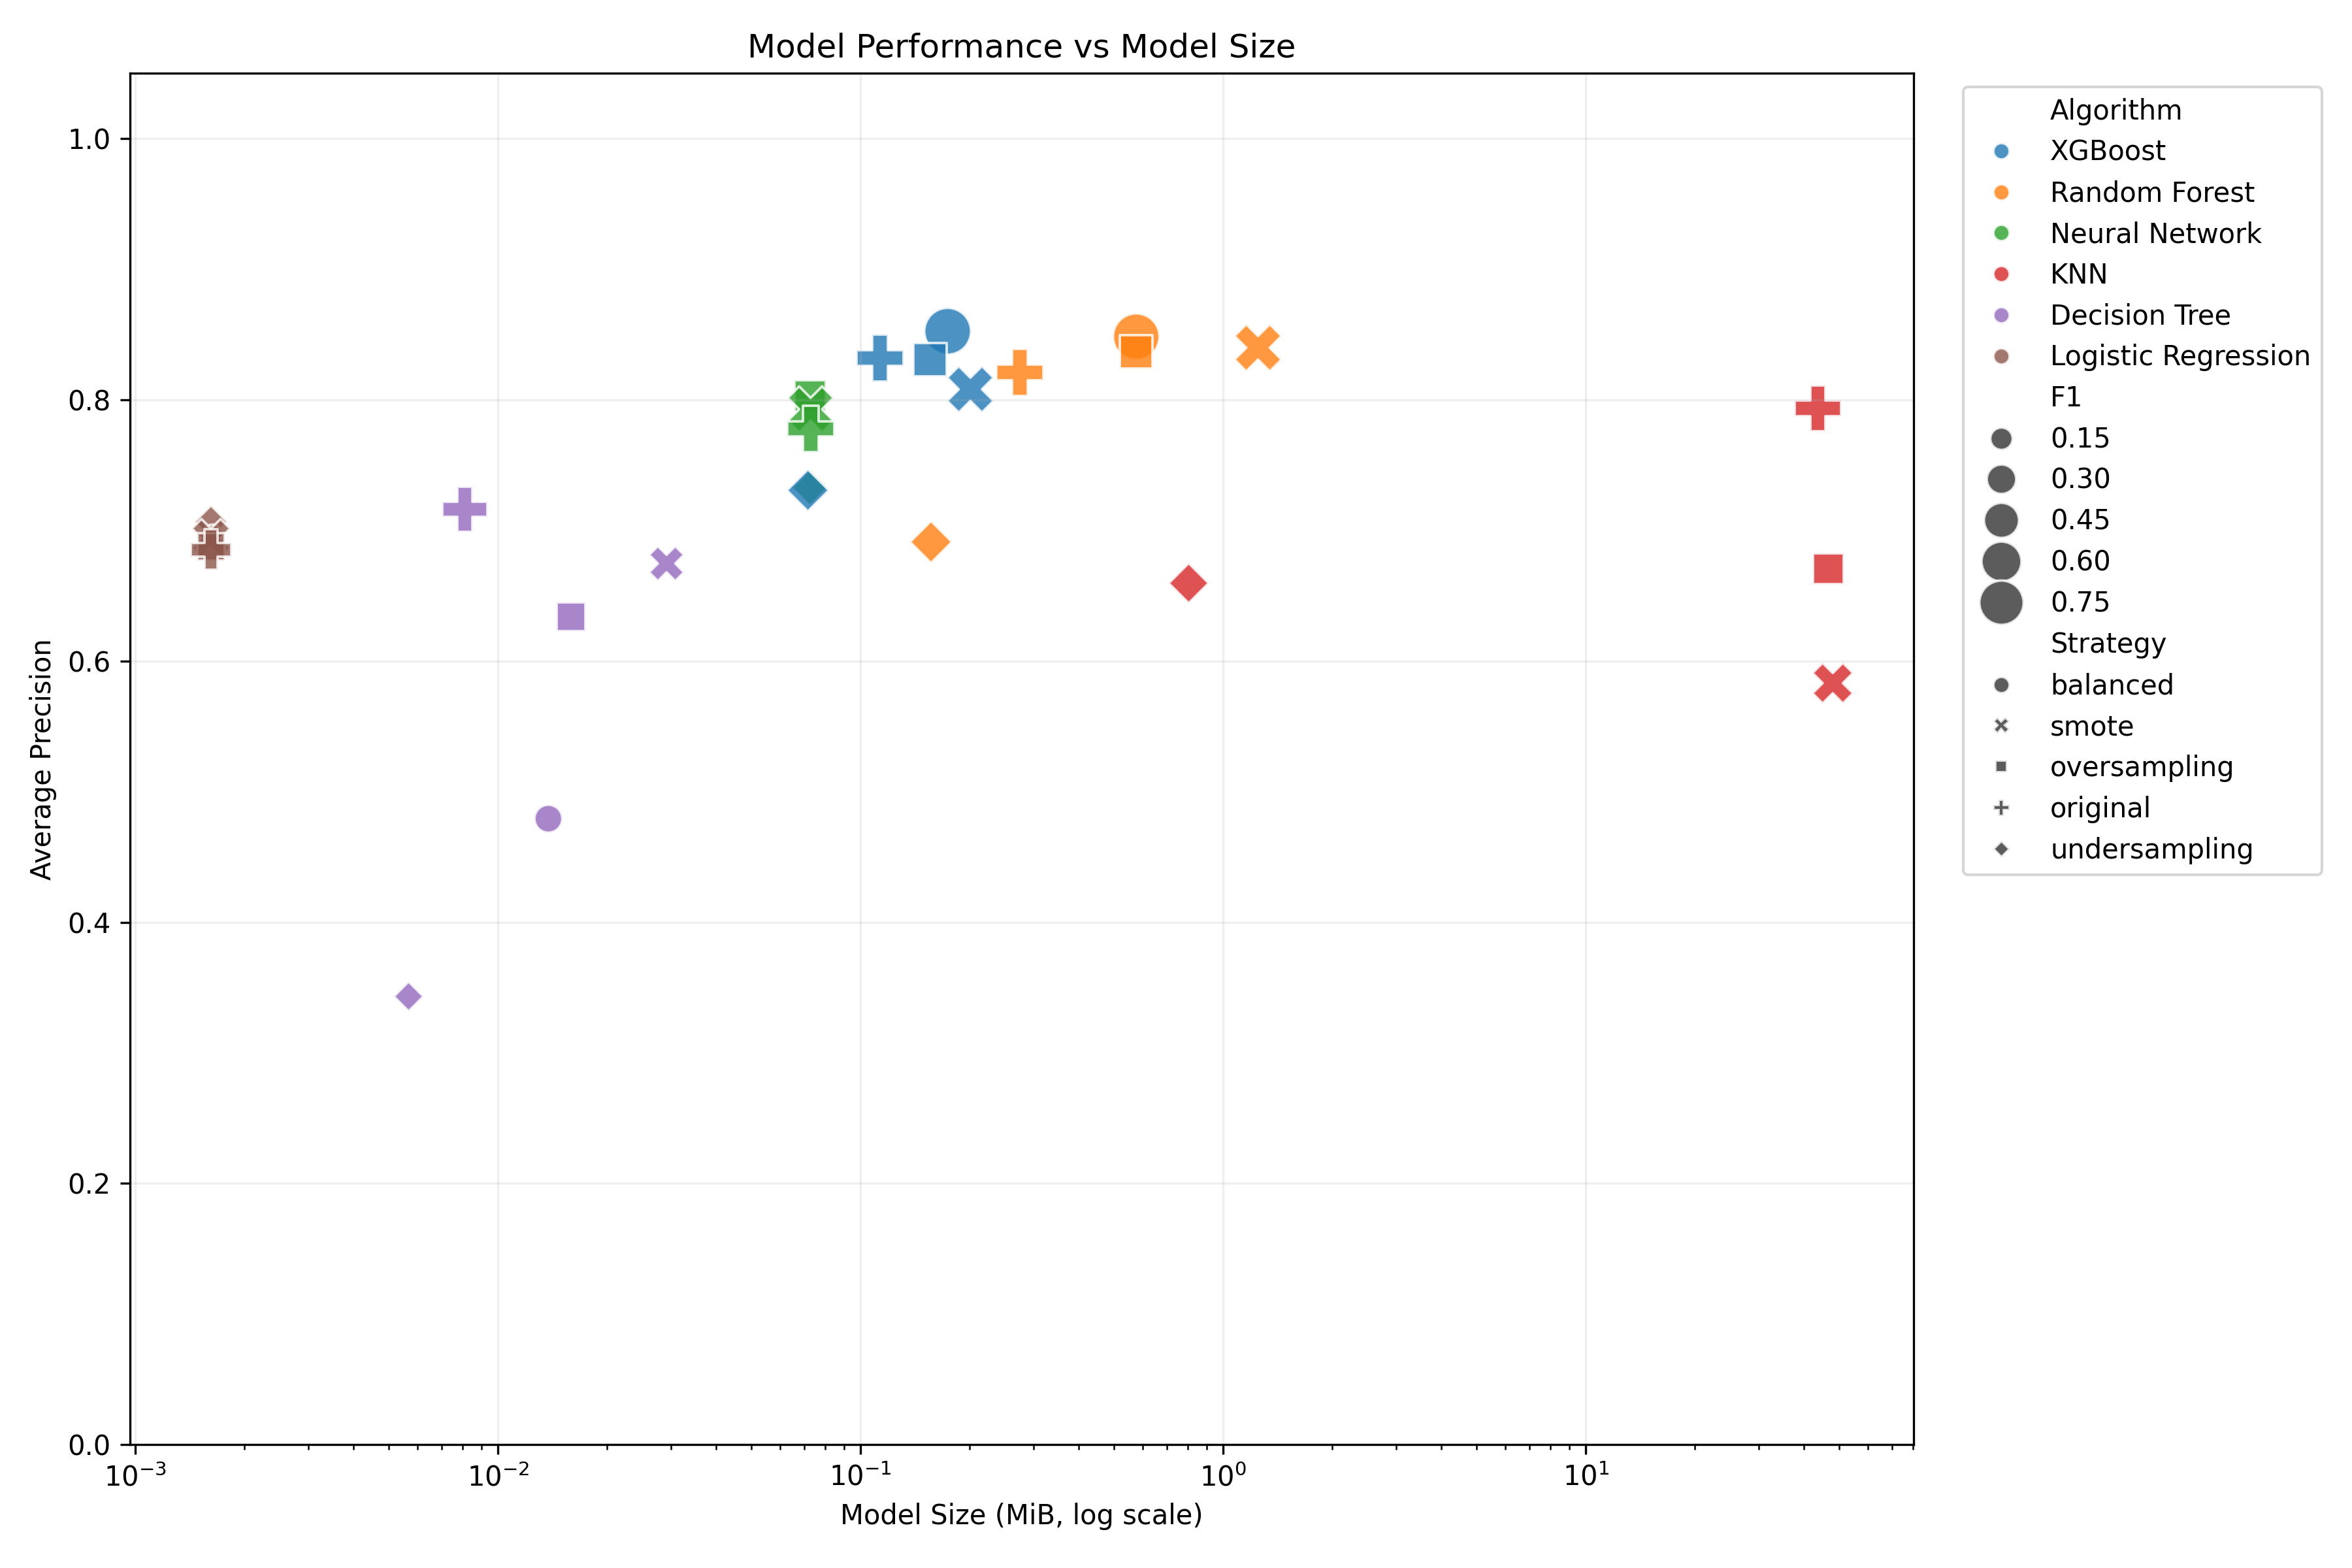 Model Performance vs Model Size
Average Precision
1.0
0.8
0.6
0.4
0.2
0.0
10⁻³
10⁻²
10⁻¹
10⁰
10¹
Model Size (MiB, log scale)
Algorithm
XGBoost
Random Forest
Neural Network
KNN
Decision Tree
Logistic Regression
F1
0.15
0.30
0.45
0.60
0.75
Strategy
balanced
smote
oversampling
original
undersampling